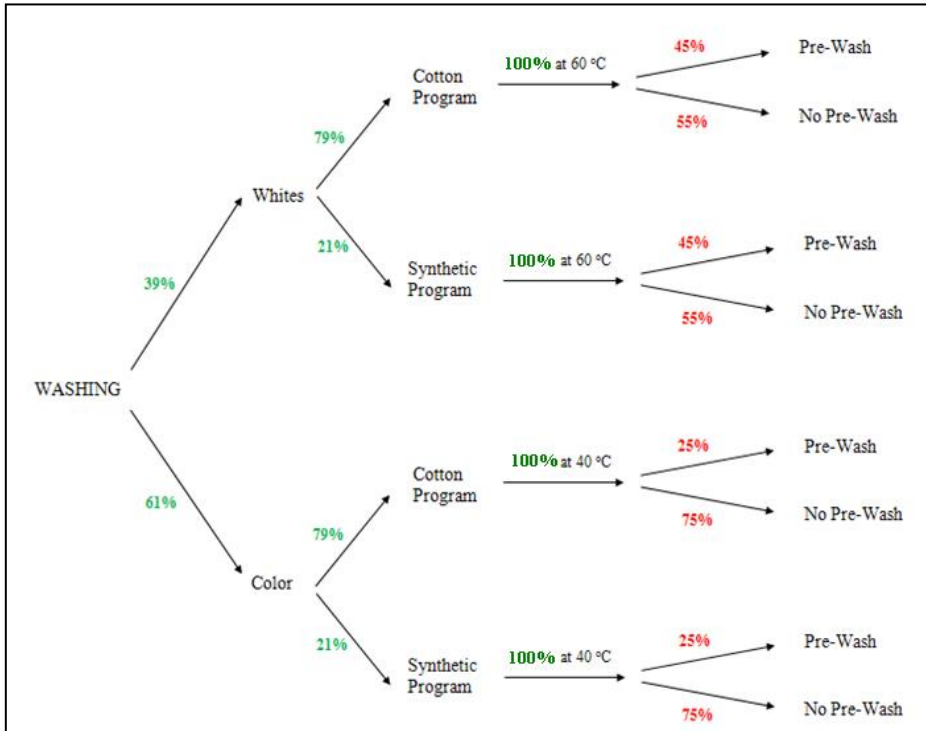 45%
Pre-Wash
100% at 60 °C
Cotton
Program
No Pre-Wash
55%
79%
Whites
21%
45%
Pre-Wash
100% at 60 °C
Synthetic
Program
No Pre-Wash
55%
39%
WASHING
61%
25%
Pre-Wash
100% at 40 °C
Cotton
Program
No Pre-Wash
75%
79%
Color
21%
25%
Pre-Wash
100% at 40 °C
Synthetic
Program
No Pre-Wash
75%